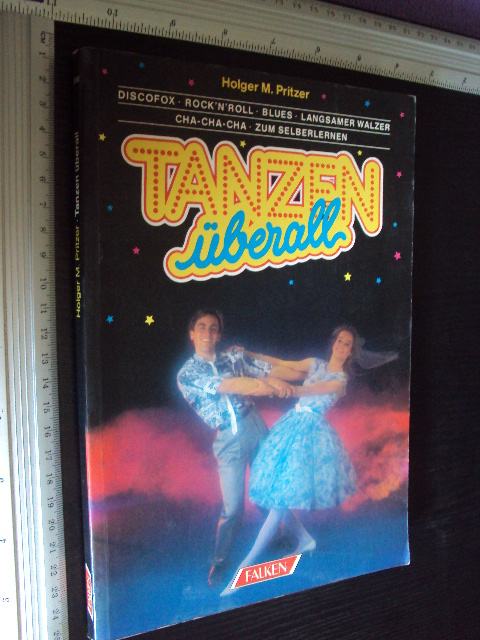 Holger M. Pritzer
DISCOFOX · ROCK'N'ROLL · BLUES · LANGSAMER WALZER
CHA-CHA-CHA · ZUM SELBERLERNEN
TANZEN
überall
FALKEN
Holger M. Pritzer · Tanzen überall